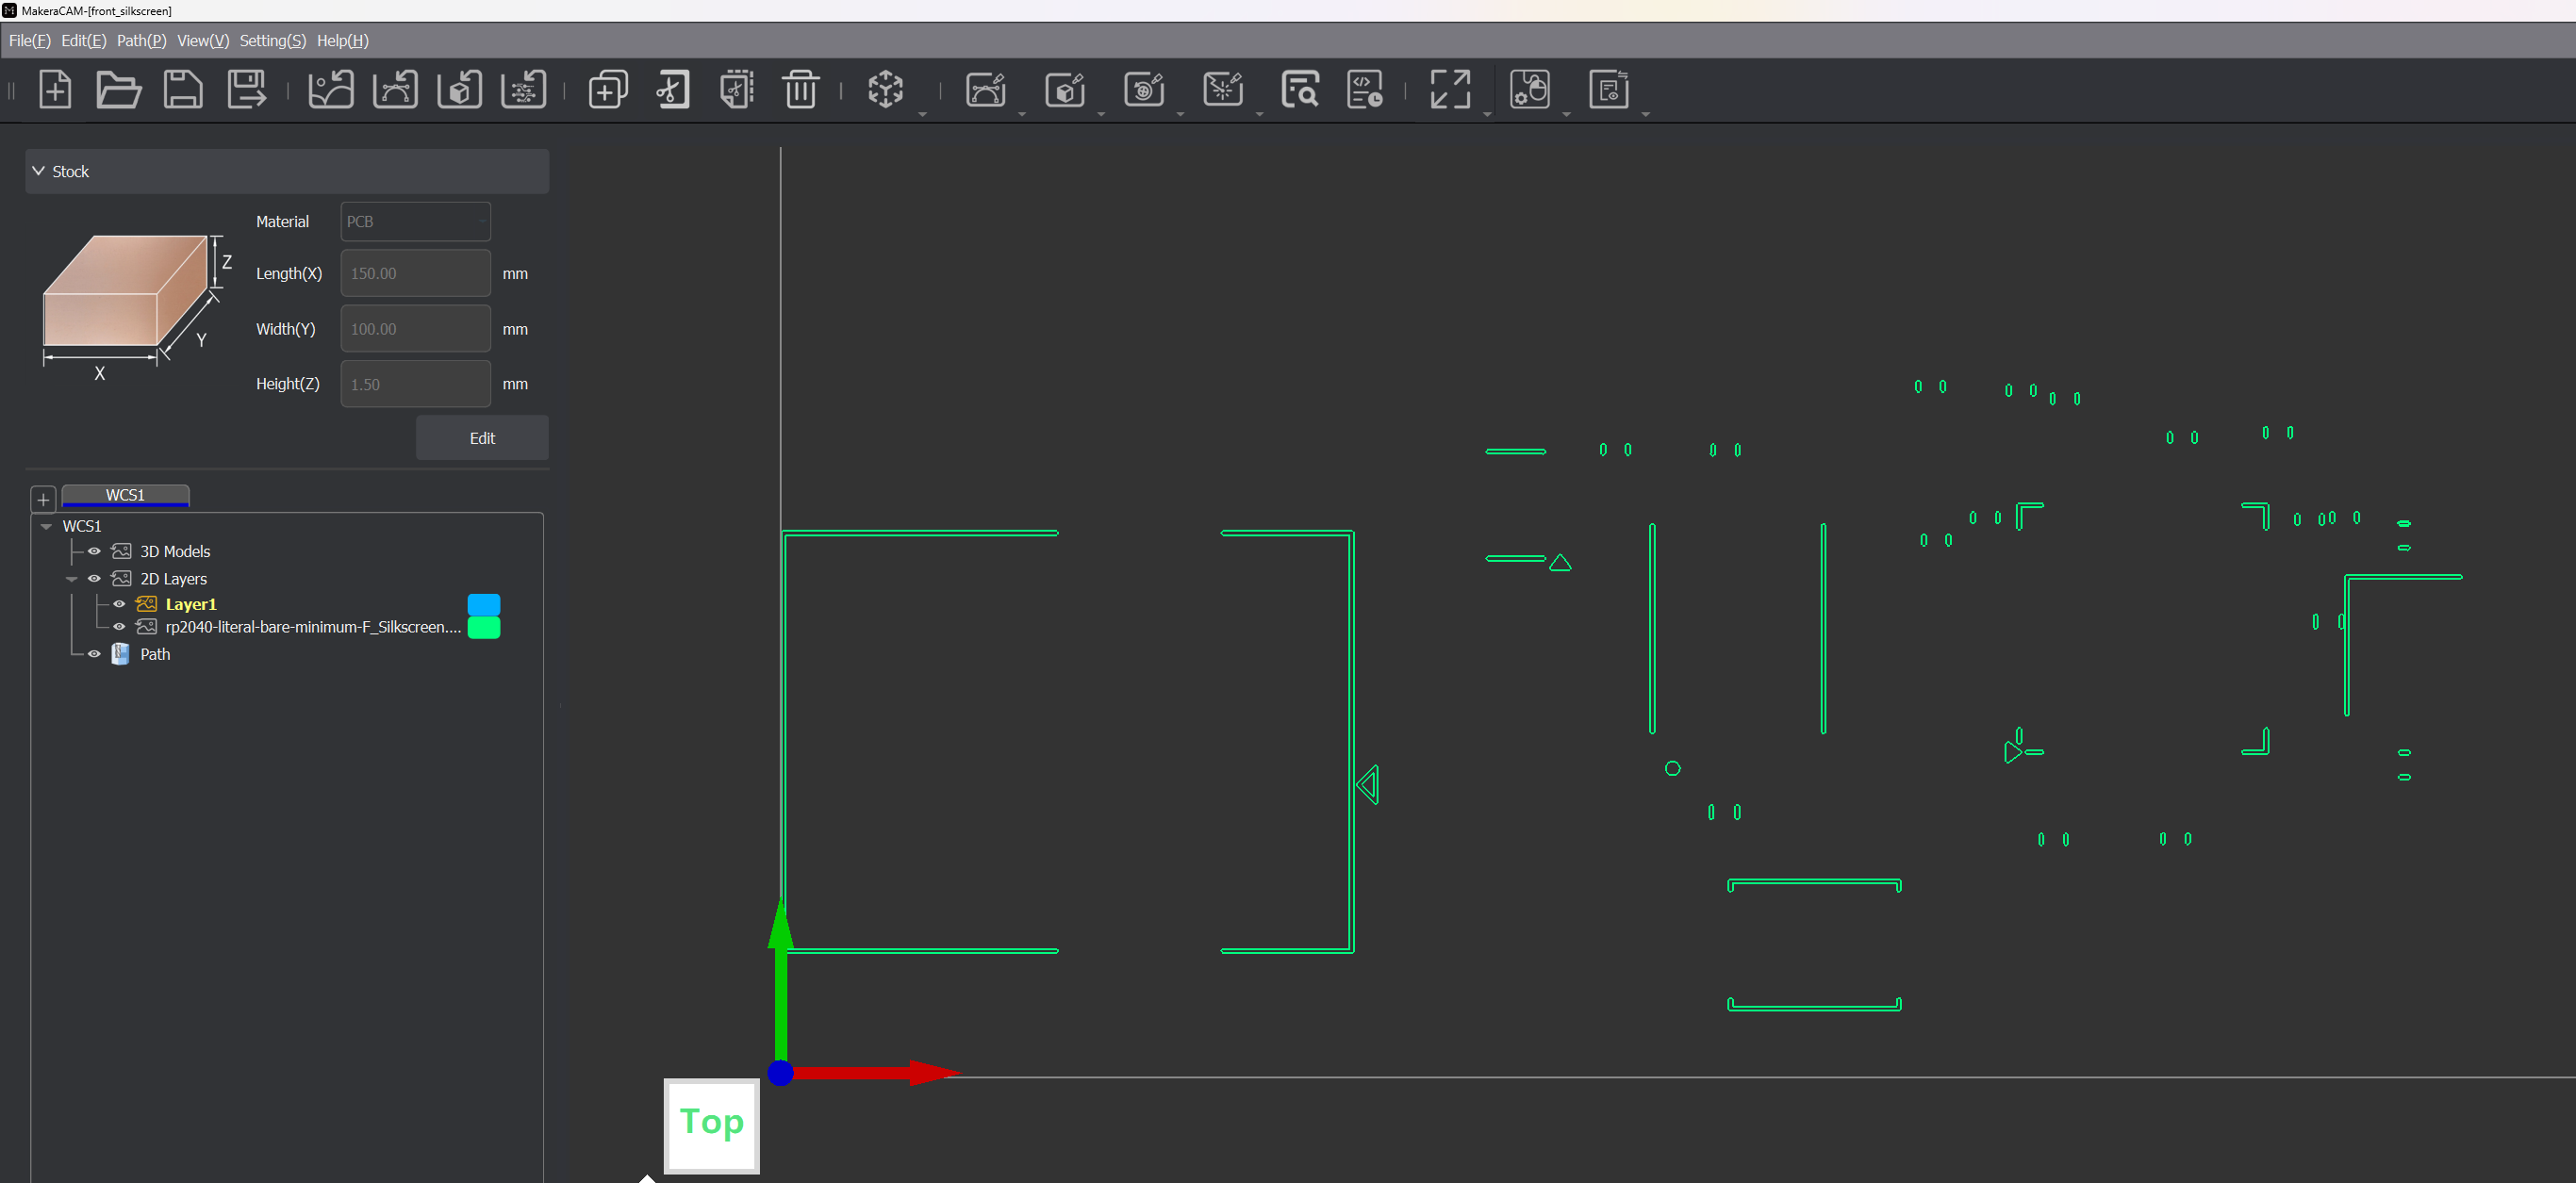 MakeraCAM-[front_silkscreen]
File(F) Edit(E) Path(P) View(V) Setting(S) Help(H)
Stock
Material PCB
Length(X) 150.00 mm
Width(Y) 100.00 mm
Height(Z) 1.50 mm
Z
Y
X
Edit
+ WCS1
WCS1
3D Models
2D Layers
Layer1
rp2040-literal-bare-minimum-F_Silkscreen....
Path
Top